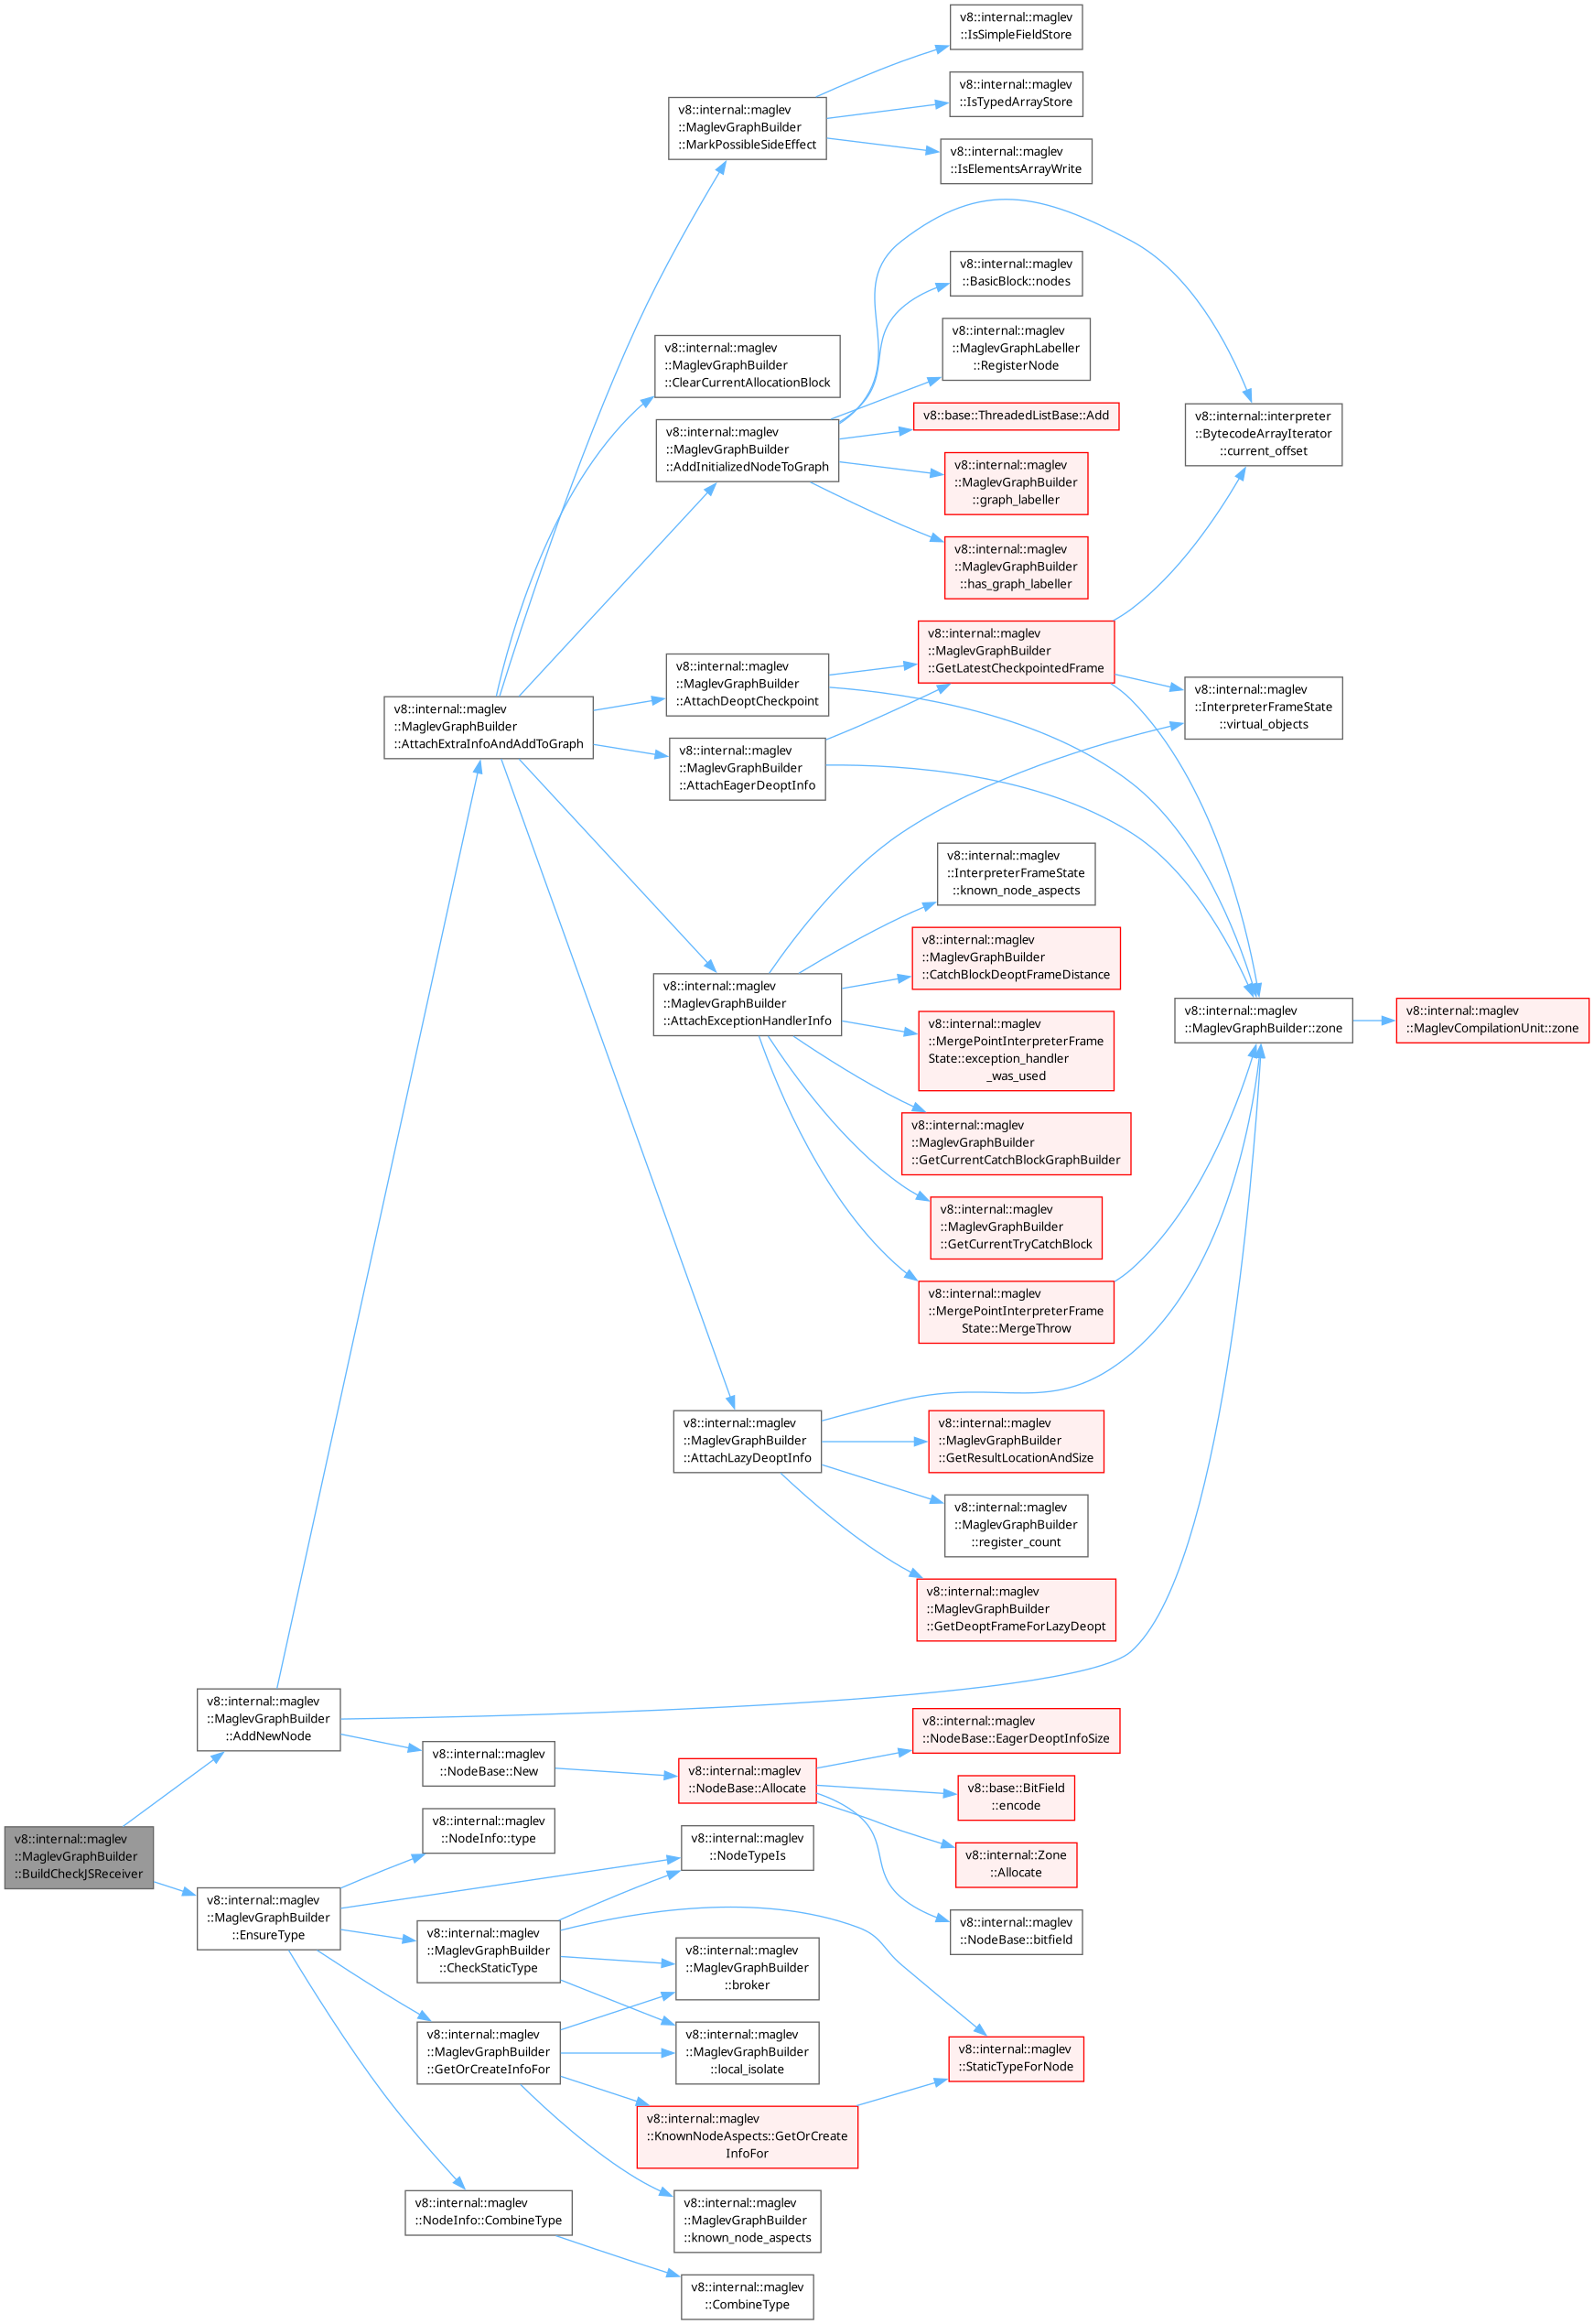 v8::internal::maglev
::IsSimpleFieldStore
v8::internal::maglev
::IsTypedArrayStore
v8::internal::maglev
::MaglevGraphBuilder
::MarkPossibleSideEffect
v8::internal::maglev
::IsElementsArrayWrite
v8::internal::maglev
::BasicBlock::nodes
v8::internal::maglev
::MaglevGraphLabeller
::RegisterNode
v8::internal::maglev
::MaglevGraphBuilder
::ClearCurrentAllocationBlock
v8::base::ThreadedListBase::Add
v8::internal::interpreter
::BytecodeArrayIterator
::current_offset
v8::internal::maglev
::MaglevGraphBuilder
::AddInitializedNodeToGraph
v8::internal::maglev
::MaglevGraphBuilder
::graph_labeller
v8::internal::maglev
::MaglevGraphBuilder
::has_graph_labeller
v8::internal::maglev
::MaglevGraphBuilder
::GetLatestCheckpointedFrame
v8::internal::maglev
::MaglevGraphBuilder
::AttachDeoptCheckpoint
v8::internal::maglev
::InterpreterFrameState
::virtual_objects
v8::internal::maglev
::MaglevGraphBuilder
::AttachExtraInfoAndAddToGraph
v8::internal::maglev
::MaglevGraphBuilder
::AttachEagerDeoptInfo
v8::internal::maglev
::InterpreterFrameState
::known_node_aspects
v8::internal::maglev
::MaglevGraphBuilder
::CatchBlockDeoptFrameDistance
v8::internal::maglev
::MaglevGraphBuilder
::AttachExceptionHandlerInfo
v8::internal::maglev
::MaglevGraphBuilder::zone
v8::internal::maglev
::MaglevCompilationUnit::zone
v8::internal::maglev
::MergePointInterpreterFrame
State::exception_handler
_was_used
v8::internal::maglev
::MaglevGraphBuilder
::GetCurrentCatchBlockGraphBuilder
v8::internal::maglev
::MaglevGraphBuilder
::GetCurrentTryCatchBlock
v8::internal::maglev
::MergePointInterpreterFrame
State::MergeThrow
v8::internal::maglev
::MaglevGraphBuilder
::AttachLazyDeoptInfo
v8::internal::maglev
::MaglevGraphBuilder
::GetResultLocationAndSize
v8::internal::maglev
::MaglevGraphBuilder
::register_count
v8::internal::maglev
::MaglevGraphBuilder
::GetDeoptFrameForLazyDeopt
v8::internal::maglev
::MaglevGraphBuilder
::AddNewNode
v8::internal::maglev
::NodeBase::EagerDeoptInfoSize
v8::internal::maglev
::NodeBase::New
v8::internal::maglev
::NodeBase::Allocate
v8::base::BitField
::encode
v8::internal::maglev
::MaglevGraphBuilder
::BuildCheckJSReceiver
v8::internal::maglev
::NodeInfo::type
v8::internal::maglev
::NodeTypeIs
v8::internal::Zone
::Allocate
v8::internal::maglev
::MaglevGraphBuilder
::EnsureType
v8::internal::maglev
::NodeBase::bitfield
v8::internal::maglev
::MaglevGraphBuilder
::CheckStaticType
v8::internal::maglev
::MaglevGraphBuilder
::broker
v8::internal::maglev
::MaglevGraphBuilder
::GetOrCreateInfoFor
v8::internal::maglev
::MaglevGraphBuilder
::local_isolate
v8::internal::maglev
::StaticTypeForNode
v8::internal::maglev
::KnownNodeAspects::GetOrCreate
InfoFor
v8::internal::maglev
::NodeInfo::CombineType
v8::internal::maglev
::MaglevGraphBuilder
::known_node_aspects
v8::internal::maglev
::CombineType